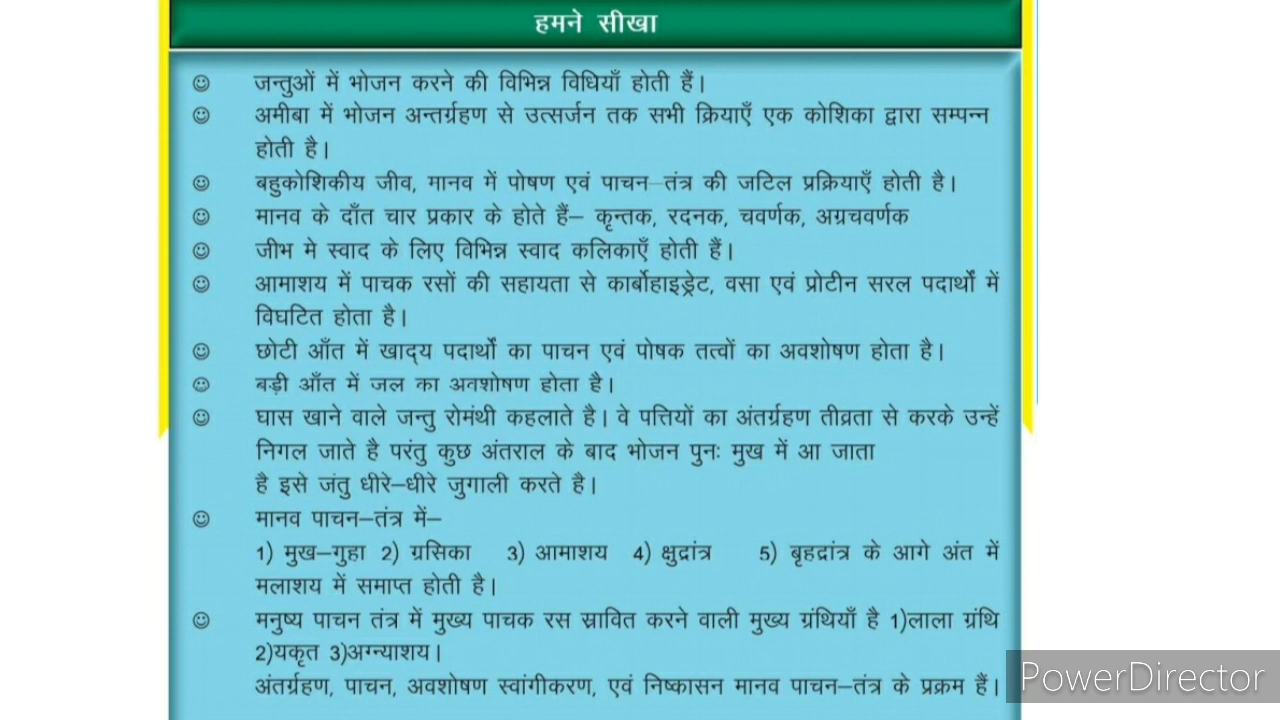 हमने सीखा
☺ जन्तुओं में भोजन करने की विभिन्न विधियाँ होती हैं।
☺ अमीबा में भोजन अन्तर्ग्रहण से उत्सर्जन तक सभी क्रियाएँ एक कोशिका द्वारा सम्पन्न
होती है।
☺ बहुकोशिकीय जीव, मानव में पोषण एवं पाचन–तंत्र की जटिल प्रक्रियाएँ होती है।
☺ मानव के दाँत चार प्रकार के होते हैं– कृन्तक, रदनक, चवर्णक, अग्रचवर्णक
☺ जीभ मे स्वाद के लिए विभिन्न स्वाद कलिकाएँ होती हैं।
☺ आमाशय में पाचक रसों की सहायता से कार्बोहाइड्रेट, वसा एवं प्रोटीन सरल पदार्थों में
विघटित होता है।
☺ छोटी आँत में खाद्य पदार्थों का पाचन एवं पोषक तत्वों का अवशोषण होता है।
☺ बड़ी आँत में जल का अवशोषण होता है।
☺ घास खाने वाले जन्तु रोमंथी कहलाते है। वे पत्तियों का अंतर्ग्रहण तीव्रता से करके उन्हें
निगल जाते है परंतु कुछ अंतराल के बाद भोजन पुनः मुख में आ जाता
है इसे जंतु धीरे–धीरे जुगाली करते है।
☺ मानव पाचन–तंत्र में–
1) मुख–गुहा 2) ग्रसिका 3) आमाशय 4) क्षुद्रांत्र 5) बृहद्रांत्र के आगे अंत में
मलाशय में समाप्त होती है।
☺ मनुष्य पाचन तंत्र में मुख्य पाचक रस स्रावित करने वाली मुख्य ग्रंथियाँ है 1)लाला ग्रंथि
2)यकृत 3)अग्न्याशय।
अंतर्ग्रहण, पाचन, अवशोषण स्वांगीकरण, एवं निष्कासन मानव पाचन–तंत्र के प्रक्रम हैं।
PowerDirector